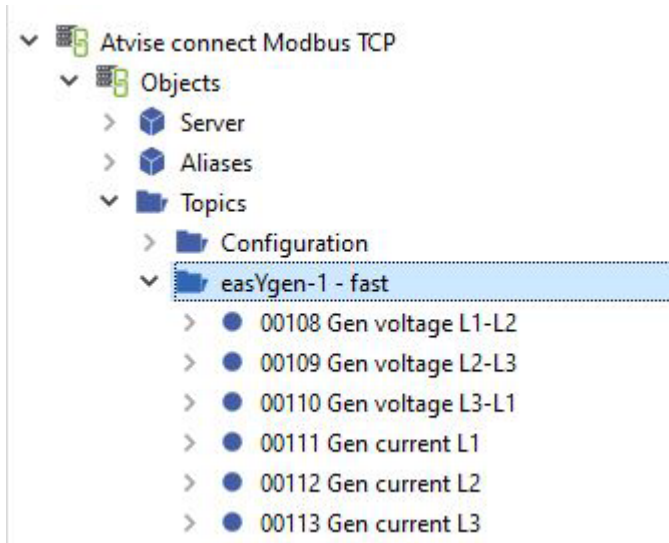 Atvise connect Modbus TCP
Objects
Server
Aliases
Topics
Configuration
easYgen-1 - fast
00108 Gen voltage L1-L2
00109 Gen voltage L2-L3
00110 Gen voltage L3-L1
00111 Gen current L1
00112 Gen current L2
00113 Gen current L3